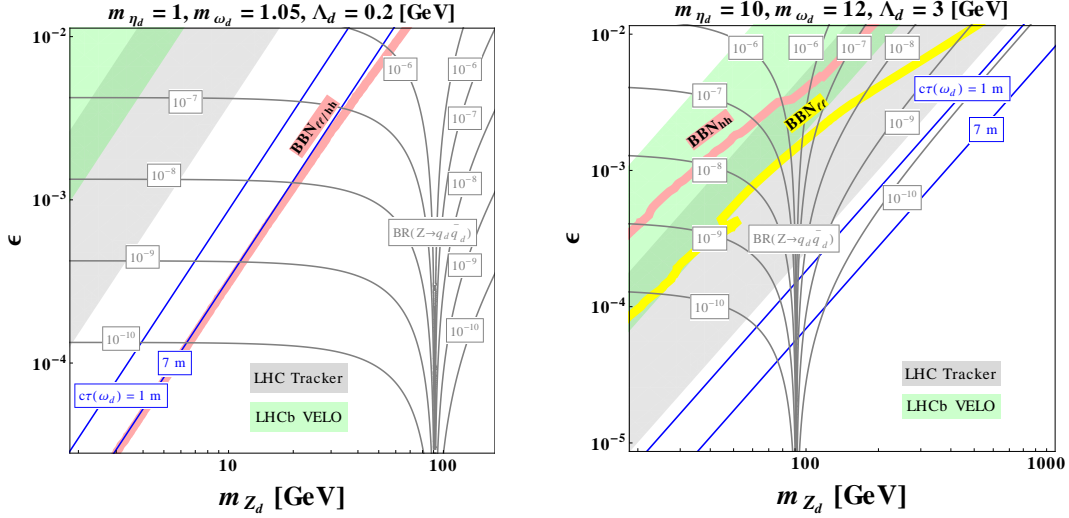 m_{η_d} = 1, m_{ω_d} = 1.05, Λ_d = 0.2 [GeV]
10^{-2}
10^{-3}
10^{-4}
ϵ
10^{-6}
10^{-6}
10^{-7}
10^{-7}
10^{-8}
10^{-8}
10^{-9}
10^{-9}
10^{-10}
10^{-10}
BBN_{ℓℓ/hh}
BR(Z→q_d q̄_d)
7 m
cτ(ω_d) = 1 m
LHC Tracker
LHCb VELO
10
100
m_{Z_d} [GeV]
m_{η_d} = 10, m_{ω_d} = 12, Λ_d = 3 [GeV]
10^{-2}
10^{-3}
10^{-4}
10^{-5}
ϵ
10^{-6}
10^{-6}
10^{-7}
10^{-7}
10^{-8}
10^{-8}
10^{-9}
10^{-9}
10^{-10}
10^{-10}
BBN_{hh}
BBN_{ℓℓ}
cτ(ω_d) = 1 m
7 m
BR(Z→q_d q̄_d)
LHC Tracker
LHCb VELO
100
1000
m_{Z_d} [GeV]